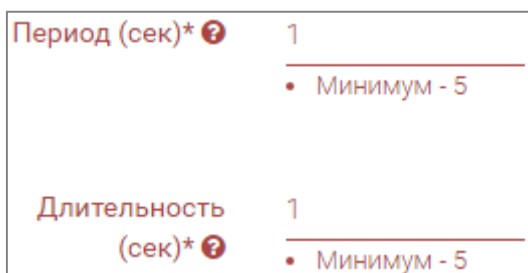 Период (сек)* 1
• Минимум - 5
Длительность 1
(сек)*
• Минимум - 5